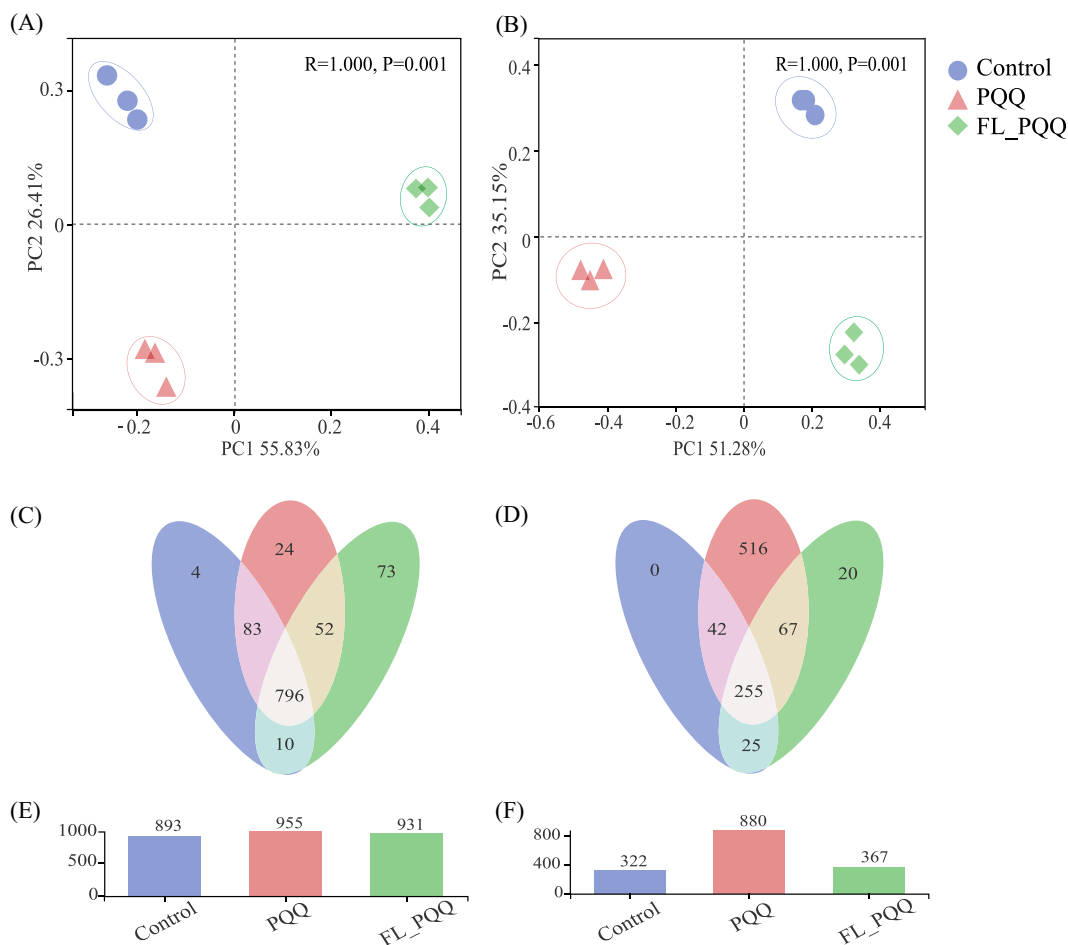 (A)
R=1.000, P=0.001
0.3
0
-0.3
PC2 26.41%
-0.2
0
0.2
0.4
PC1 55.83%
(B)
R=1.000, P=0.001
0.4
0.2
0
-0.2
-0.4
PC2 35.15%
-0.6
-0.4
-0.2
0
0.2
0.4
PC1 51.28%
Control
PQQ
FL_PQQ
(C)
4
24
73
83
52
796
10
(D)
0
516
20
42
67
255
25
(E)
1000
500
0
893
955
931
Control
PQQ
FL_PQQ
(F)
800
400
0
322
880
367
Control
PQQ
FL_PQQ